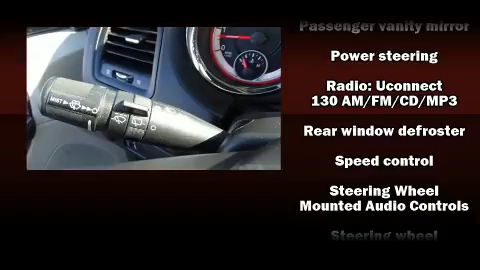 MIST
Passenger vanity mirror
Power steering
Radio: Uconnect
130 AM/FM/CD/MP3
Rear window defroster
Speed control
Steering Wheel
Mounted Audio Controls
Steering wheel